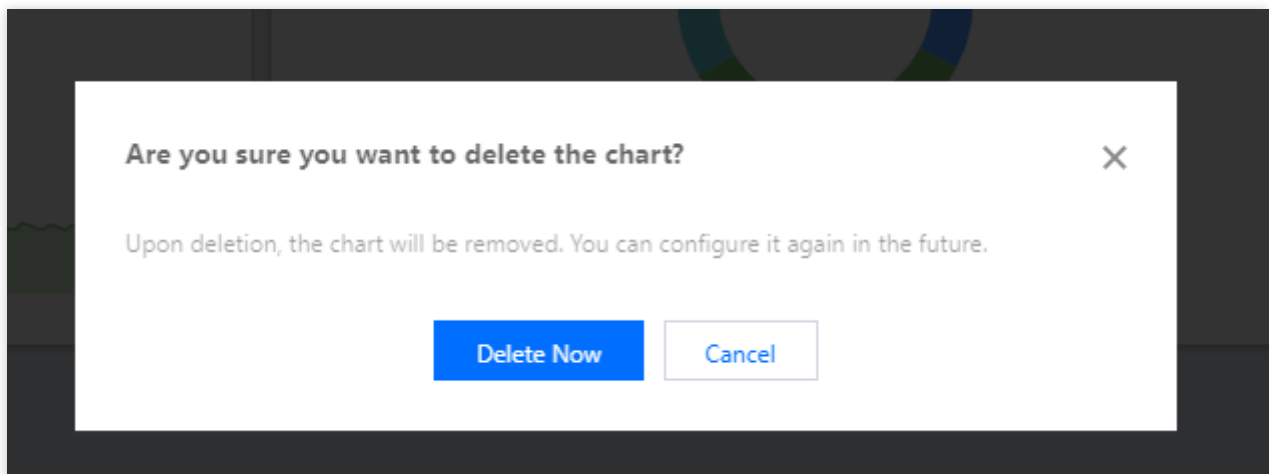 Are you sure you want to delete the chart?
Upon deletion, the chart will be removed. You can configure it again in the future.
Delete Now
Cancel